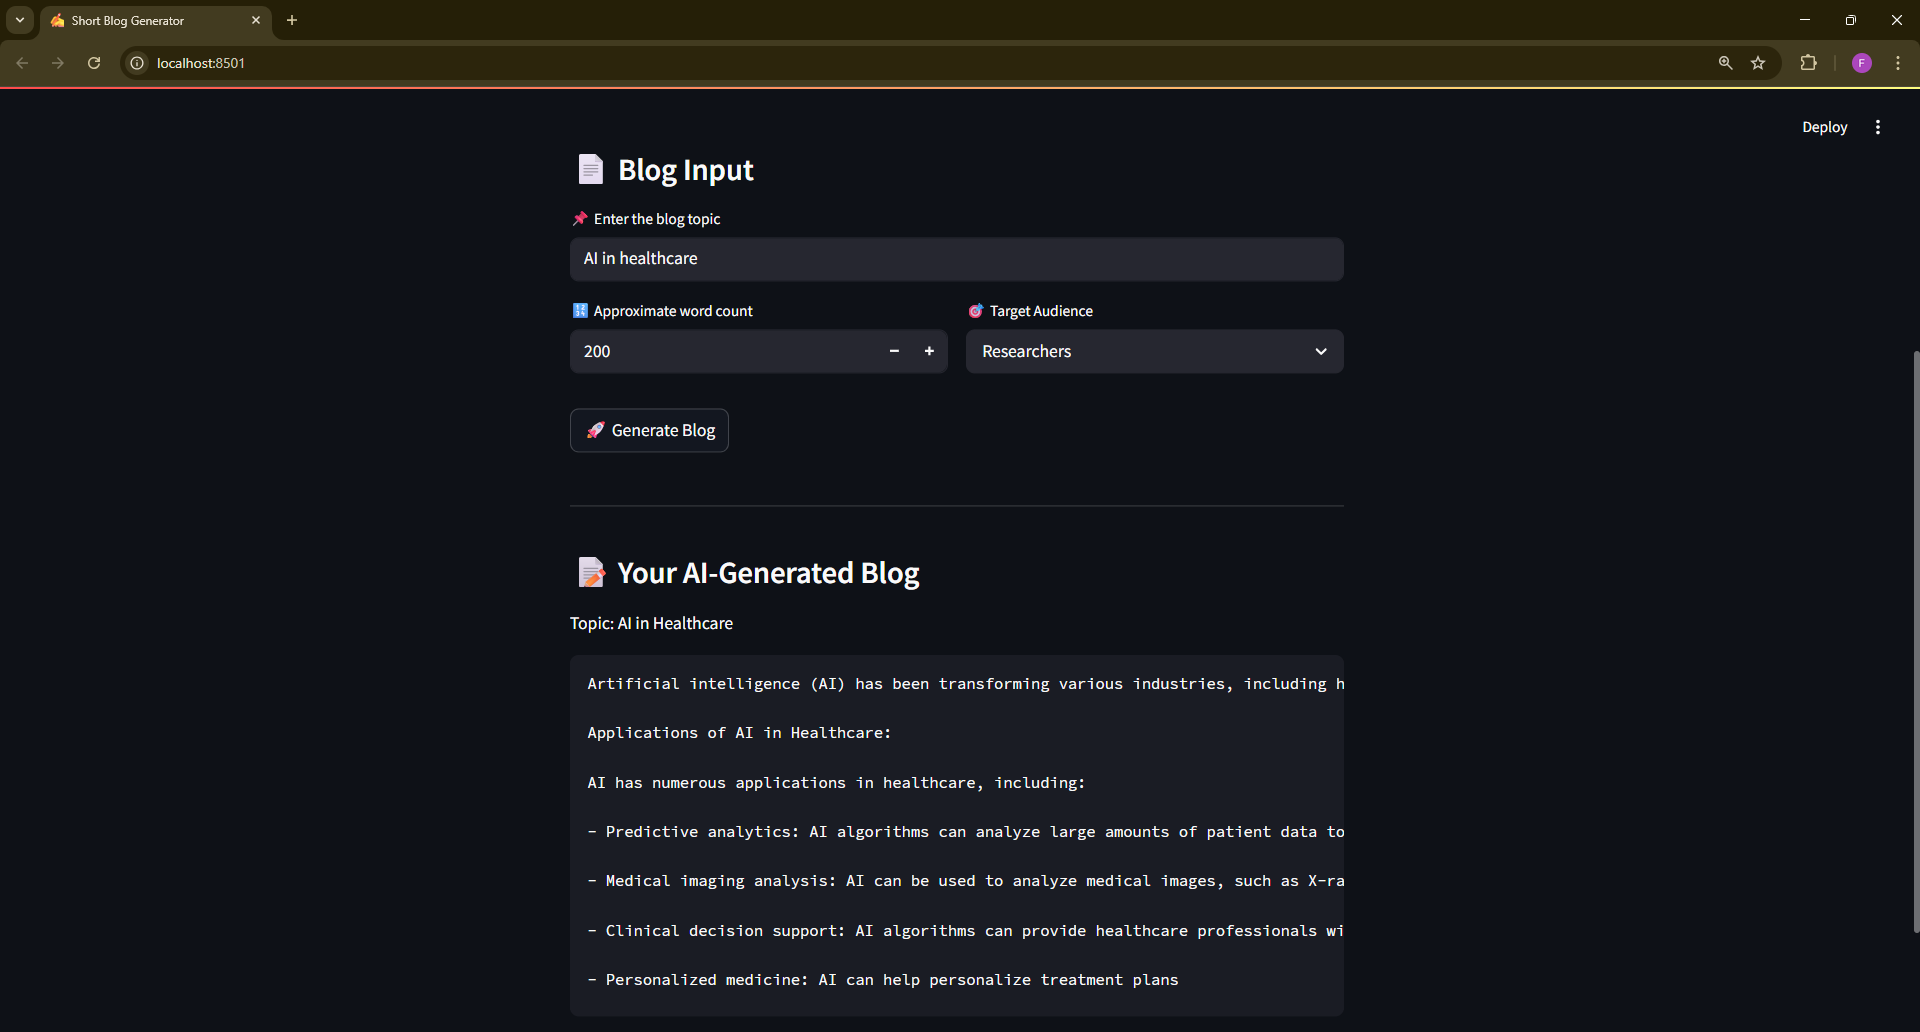 Short Blog Generator
localhost:8501
F
Deploy
Blog Input
Enter the blog topic
AI in healthcare
Approximate word count
Target Audience
200
Researchers
Generate Blog
Your AI-Generated Blog
Topic: AI in Healthcare
Artificial intelligence (AI) has been transforming various industries, including h
Applications of AI in Healthcare:
AI has numerous applications in healthcare, including:
- Predictive analytics: AI algorithms can analyze large amounts of patient data to
- Medical imaging analysis: AI can be used to analyze medical images, such as X-ra
- Clinical decision support: AI algorithms can provide healthcare professionals wi
- Personalized medicine: AI can help personalize treatment plans